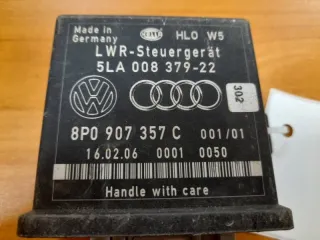 Made in
Germany
HELLA HLO W5
LWR-Steuergerät
5LA 008 379-22
302
8P0 907 357 C 001/01
16.02.06 0001 0050
Handle with care